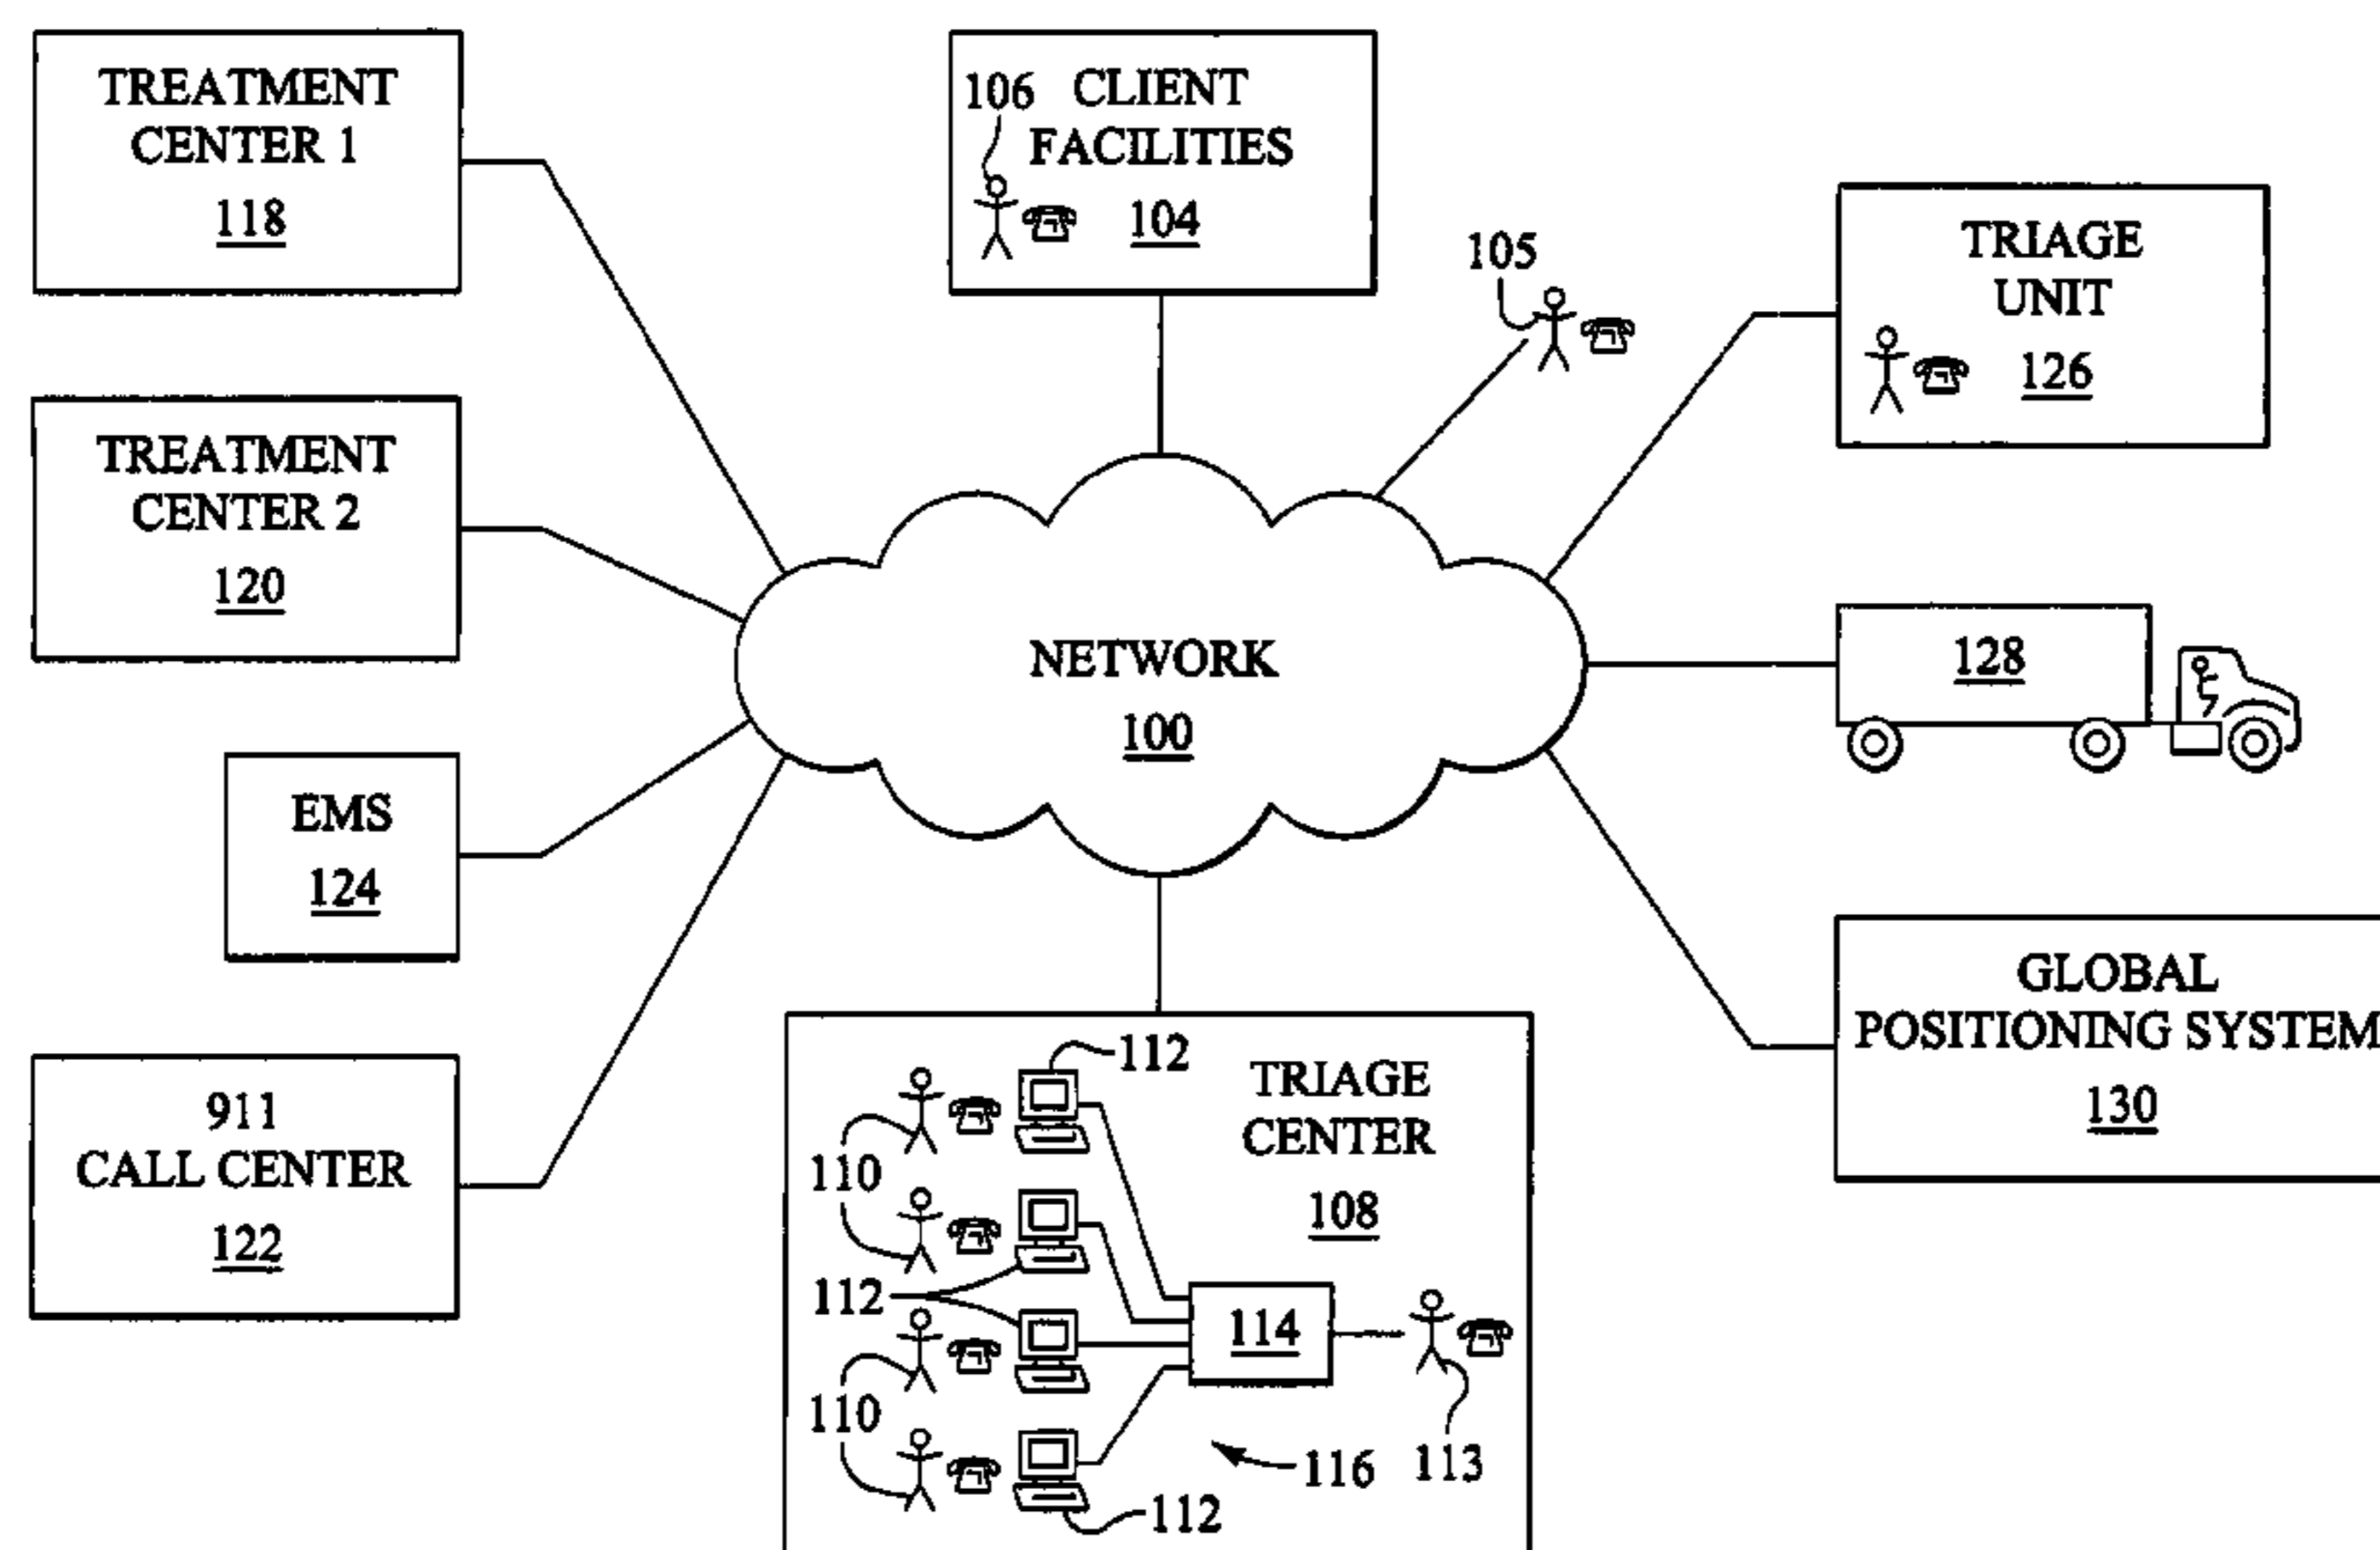 TREATMENT
CENTER 1
118
106
CLIENT
FACILITIES
104
105
TRIAGE
UNIT
126
TREATMENT
CENTER 2
120
NETWORK
100
128
EMS
124
GLOBAL
POSITIONING SYSTEM
130
911
CALL CENTER
122
112
TRIAGE
CENTER
108
110
112
114
110
116
113
112